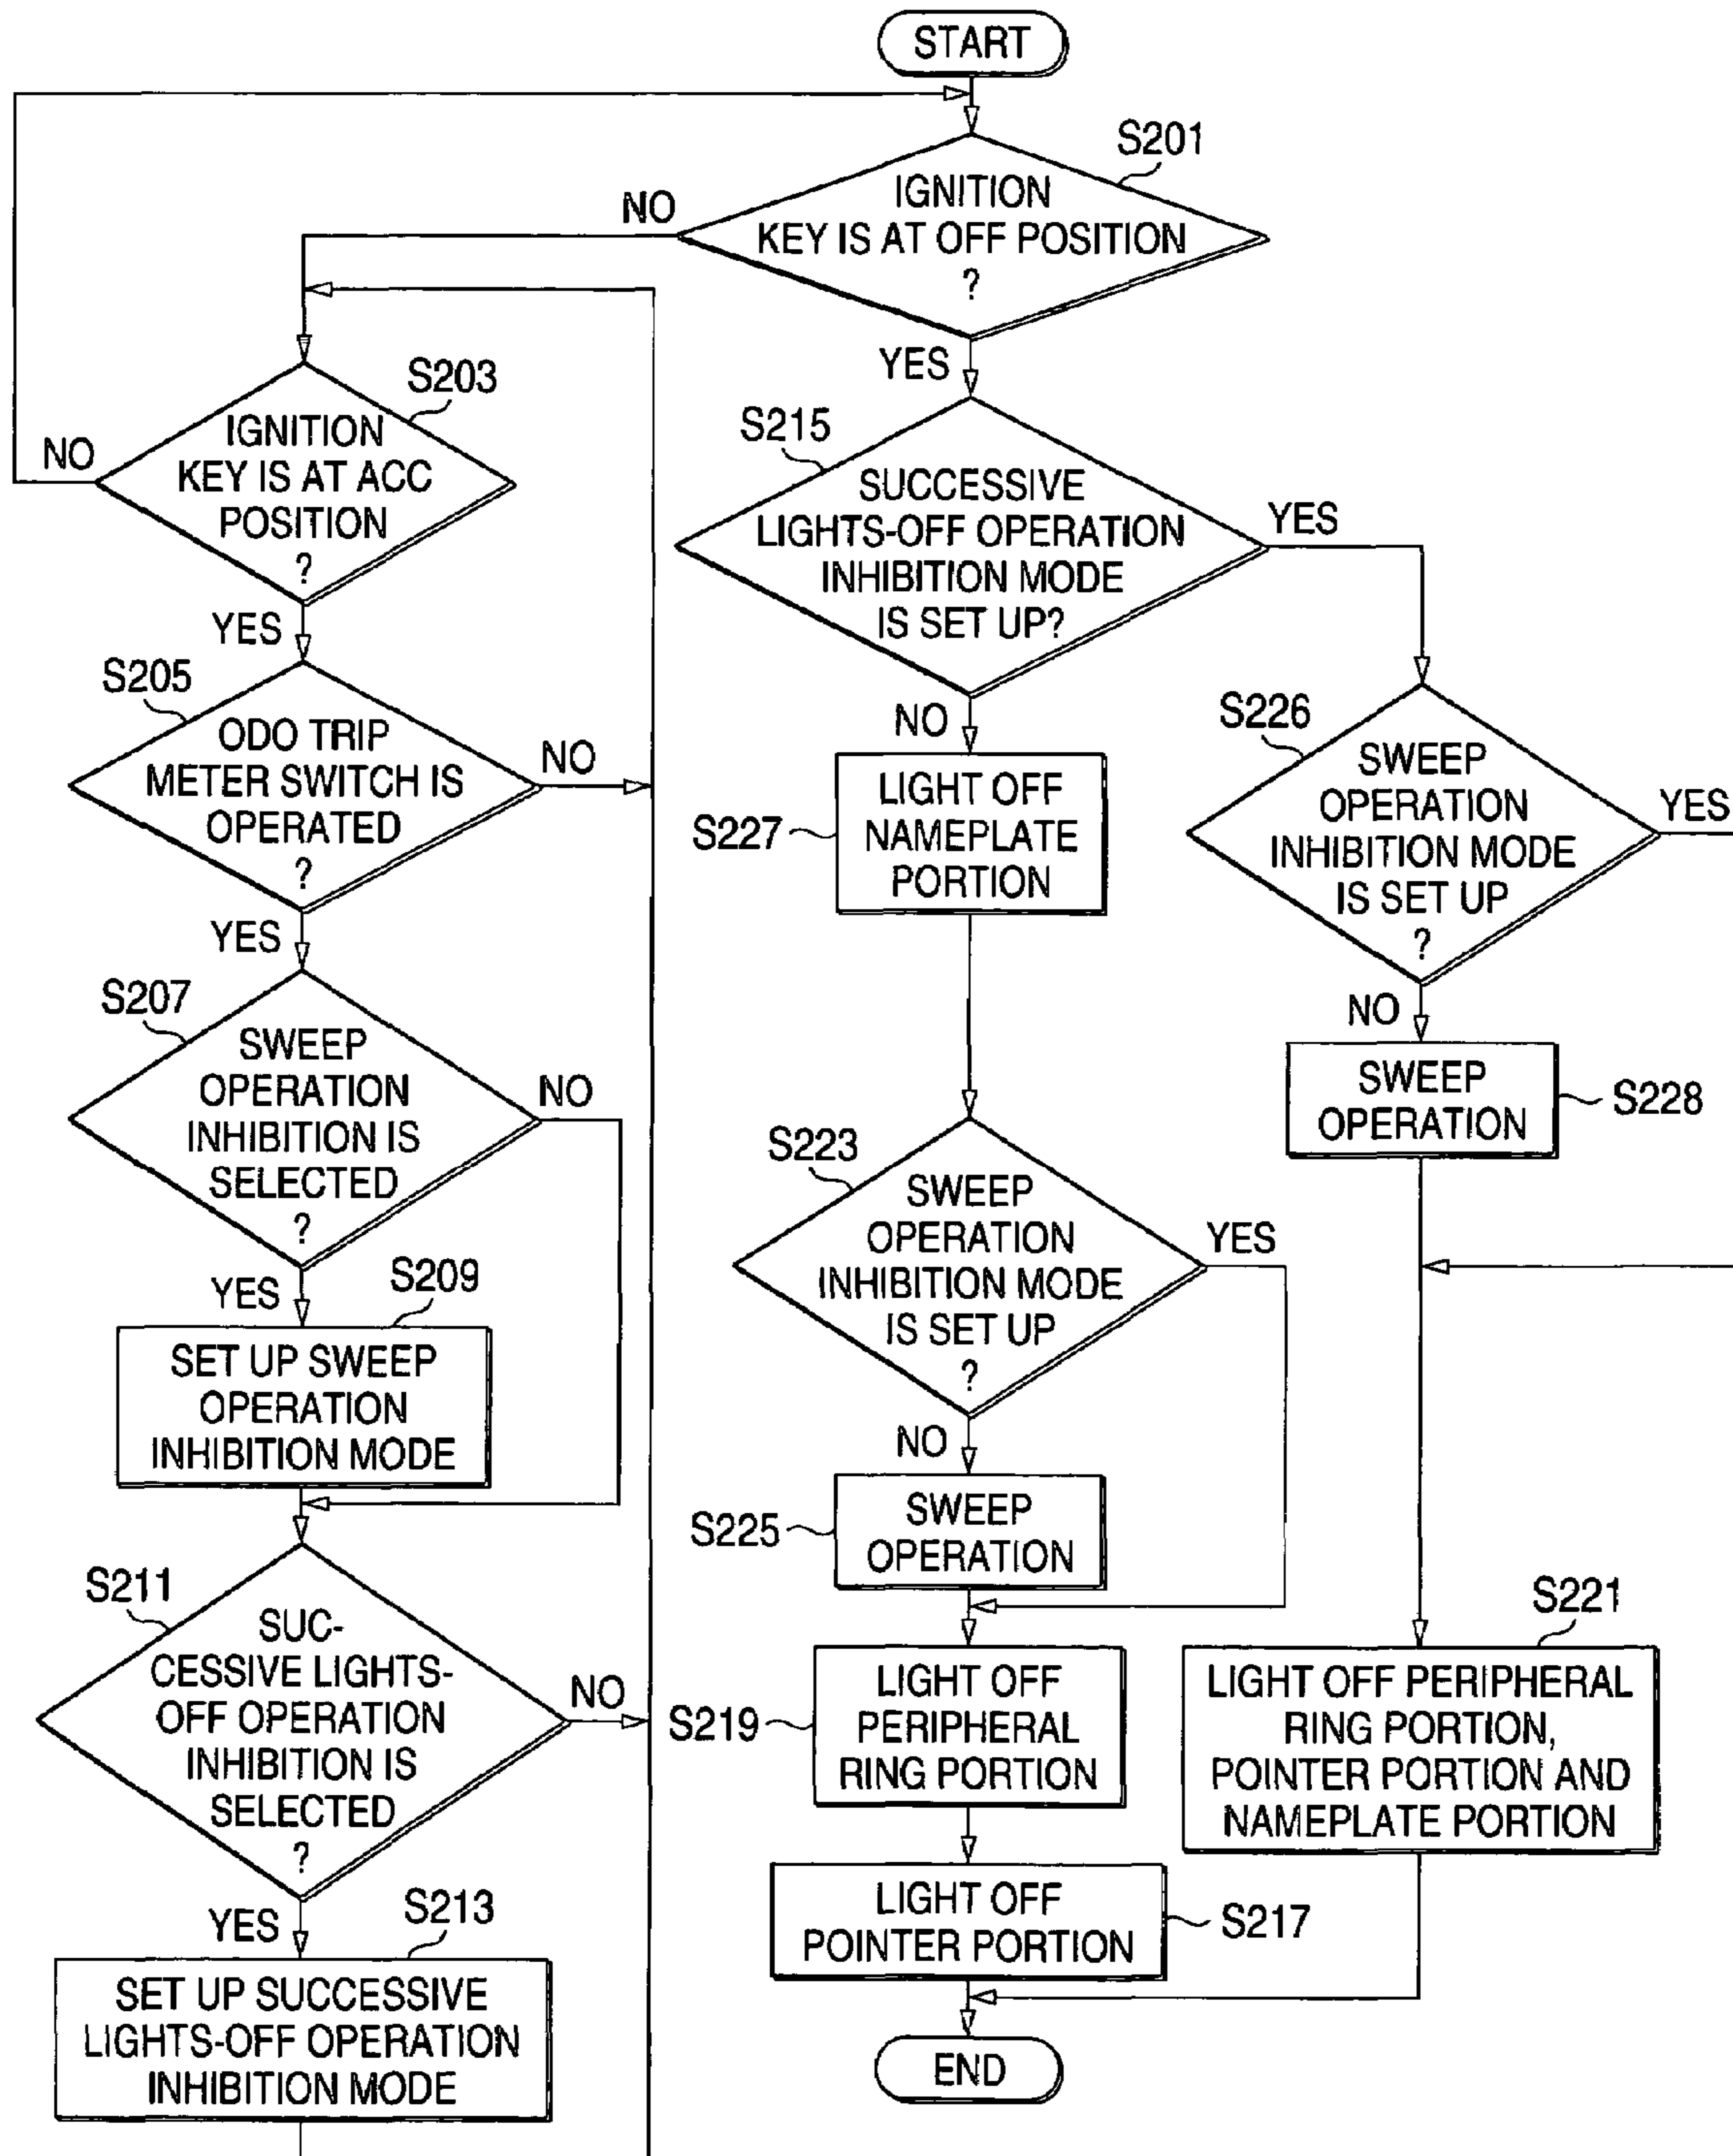 START
S201
IGNITION
KEY IS AT OFF POSITION
?
NO
YES
S203
IGNITION
KEY IS AT ACC
POSITION
?
NO
YES
S205
ODO TRIP
METER SWITCH IS
OPERATED
?
NO
YES
S207
SWEEP
OPERATION
INHIBITION IS
SELECTED
?
NO
YES
S209
SET UP SWEEP
OPERATION
INHIBITION MODE
S211
SUC-
CESSIVE LIGHTS-
OFF OPERATION
INHIBITION IS
SELECTED
?
NO
YES
S213
SET UP SUCCESSIVE
LIGHTS-OFF OPERATION
INHIBITION MODE
S215
SUCCESSIVE
LIGHTS-OFF OPERATION
INHIBITION MODE
IS SET UP?
YES
NO
S227
LIGHT OFF
NAMEPLATE
PORTION
S223
SWEEP
OPERATION
INHIBITION MODE
IS SET UP
?
YES
NO
S225
SWEEP
OPERATION
S219
LIGHT OFF
PERIPHERAL
RING PORTION
LIGHT OFF
POINTER PORTION
S217
END
S226
SWEEP
OPERATION
INHIBITION MODE
IS SET UP
?
YES
NO
SWEEP
OPERATION
S228
S221
LIGHT OFF PERIPHERAL
RING PORTION,
POINTER PORTION AND
NAMEPLATE PORTION